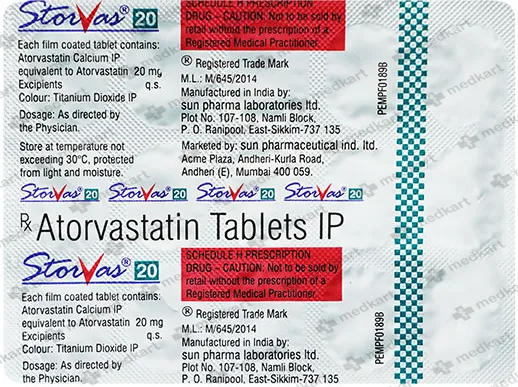 StorVas® 20
Each film coated tablet contains:
Atorvastatin Calcium IP
equivalent to Atorvastatin 20 mg
Excipients q.s.
Colour: Titanium Dioxide IP
Dosage: As directed by
the Physician.
Store at temperature not
exceeding 30°C, protected
from light and moisture.
SCHEDULE H PRESCRIPTION
DRUG – CAUTION: Not to be sold by
retail without the prescription of a
Registered Medical Practitioner.
® Registered Trade Mark
M.L.: M/645/2014
Manufactured in India by:
sun pharma laboratories ltd.
Plot No. 107-108, Namli Block,
P. O. Ranipool, East-Sikkim-737 135
Marketed by: sun pharmaceutical ind. ltd.
Acme Plaza, Andheri-Kurla Road,
Andheri (E), Mumbai 400 059.
PEMPF0189B
StorVas 20 StorVas 20 StorVas 20 StorVas 20
Rx Atorvastatin Tablets IP
StorVas® 20
Each film coated tablet contains:
Atorvastatin Calcium IP
equivalent to Atorvastatin 20 mg
Excipients q.s.
Colour: Titanium Dioxide IP
Dosage: As directed by
the Physician.
SCHEDULE H PRESCRIPTION
DRUG – CAUTION: Not to be sold by
retail without the prescription of a
Registered Medical Practitioner.
® Registered Trade Mark
M.L.: M/645/2014
Manufactured in India by:
sun pharma laboratories ltd.
Plot No. 107-108, Namli Block,
P. O. Ranipool, East-Sikkim-737 135
PEMPF0189B
medkart